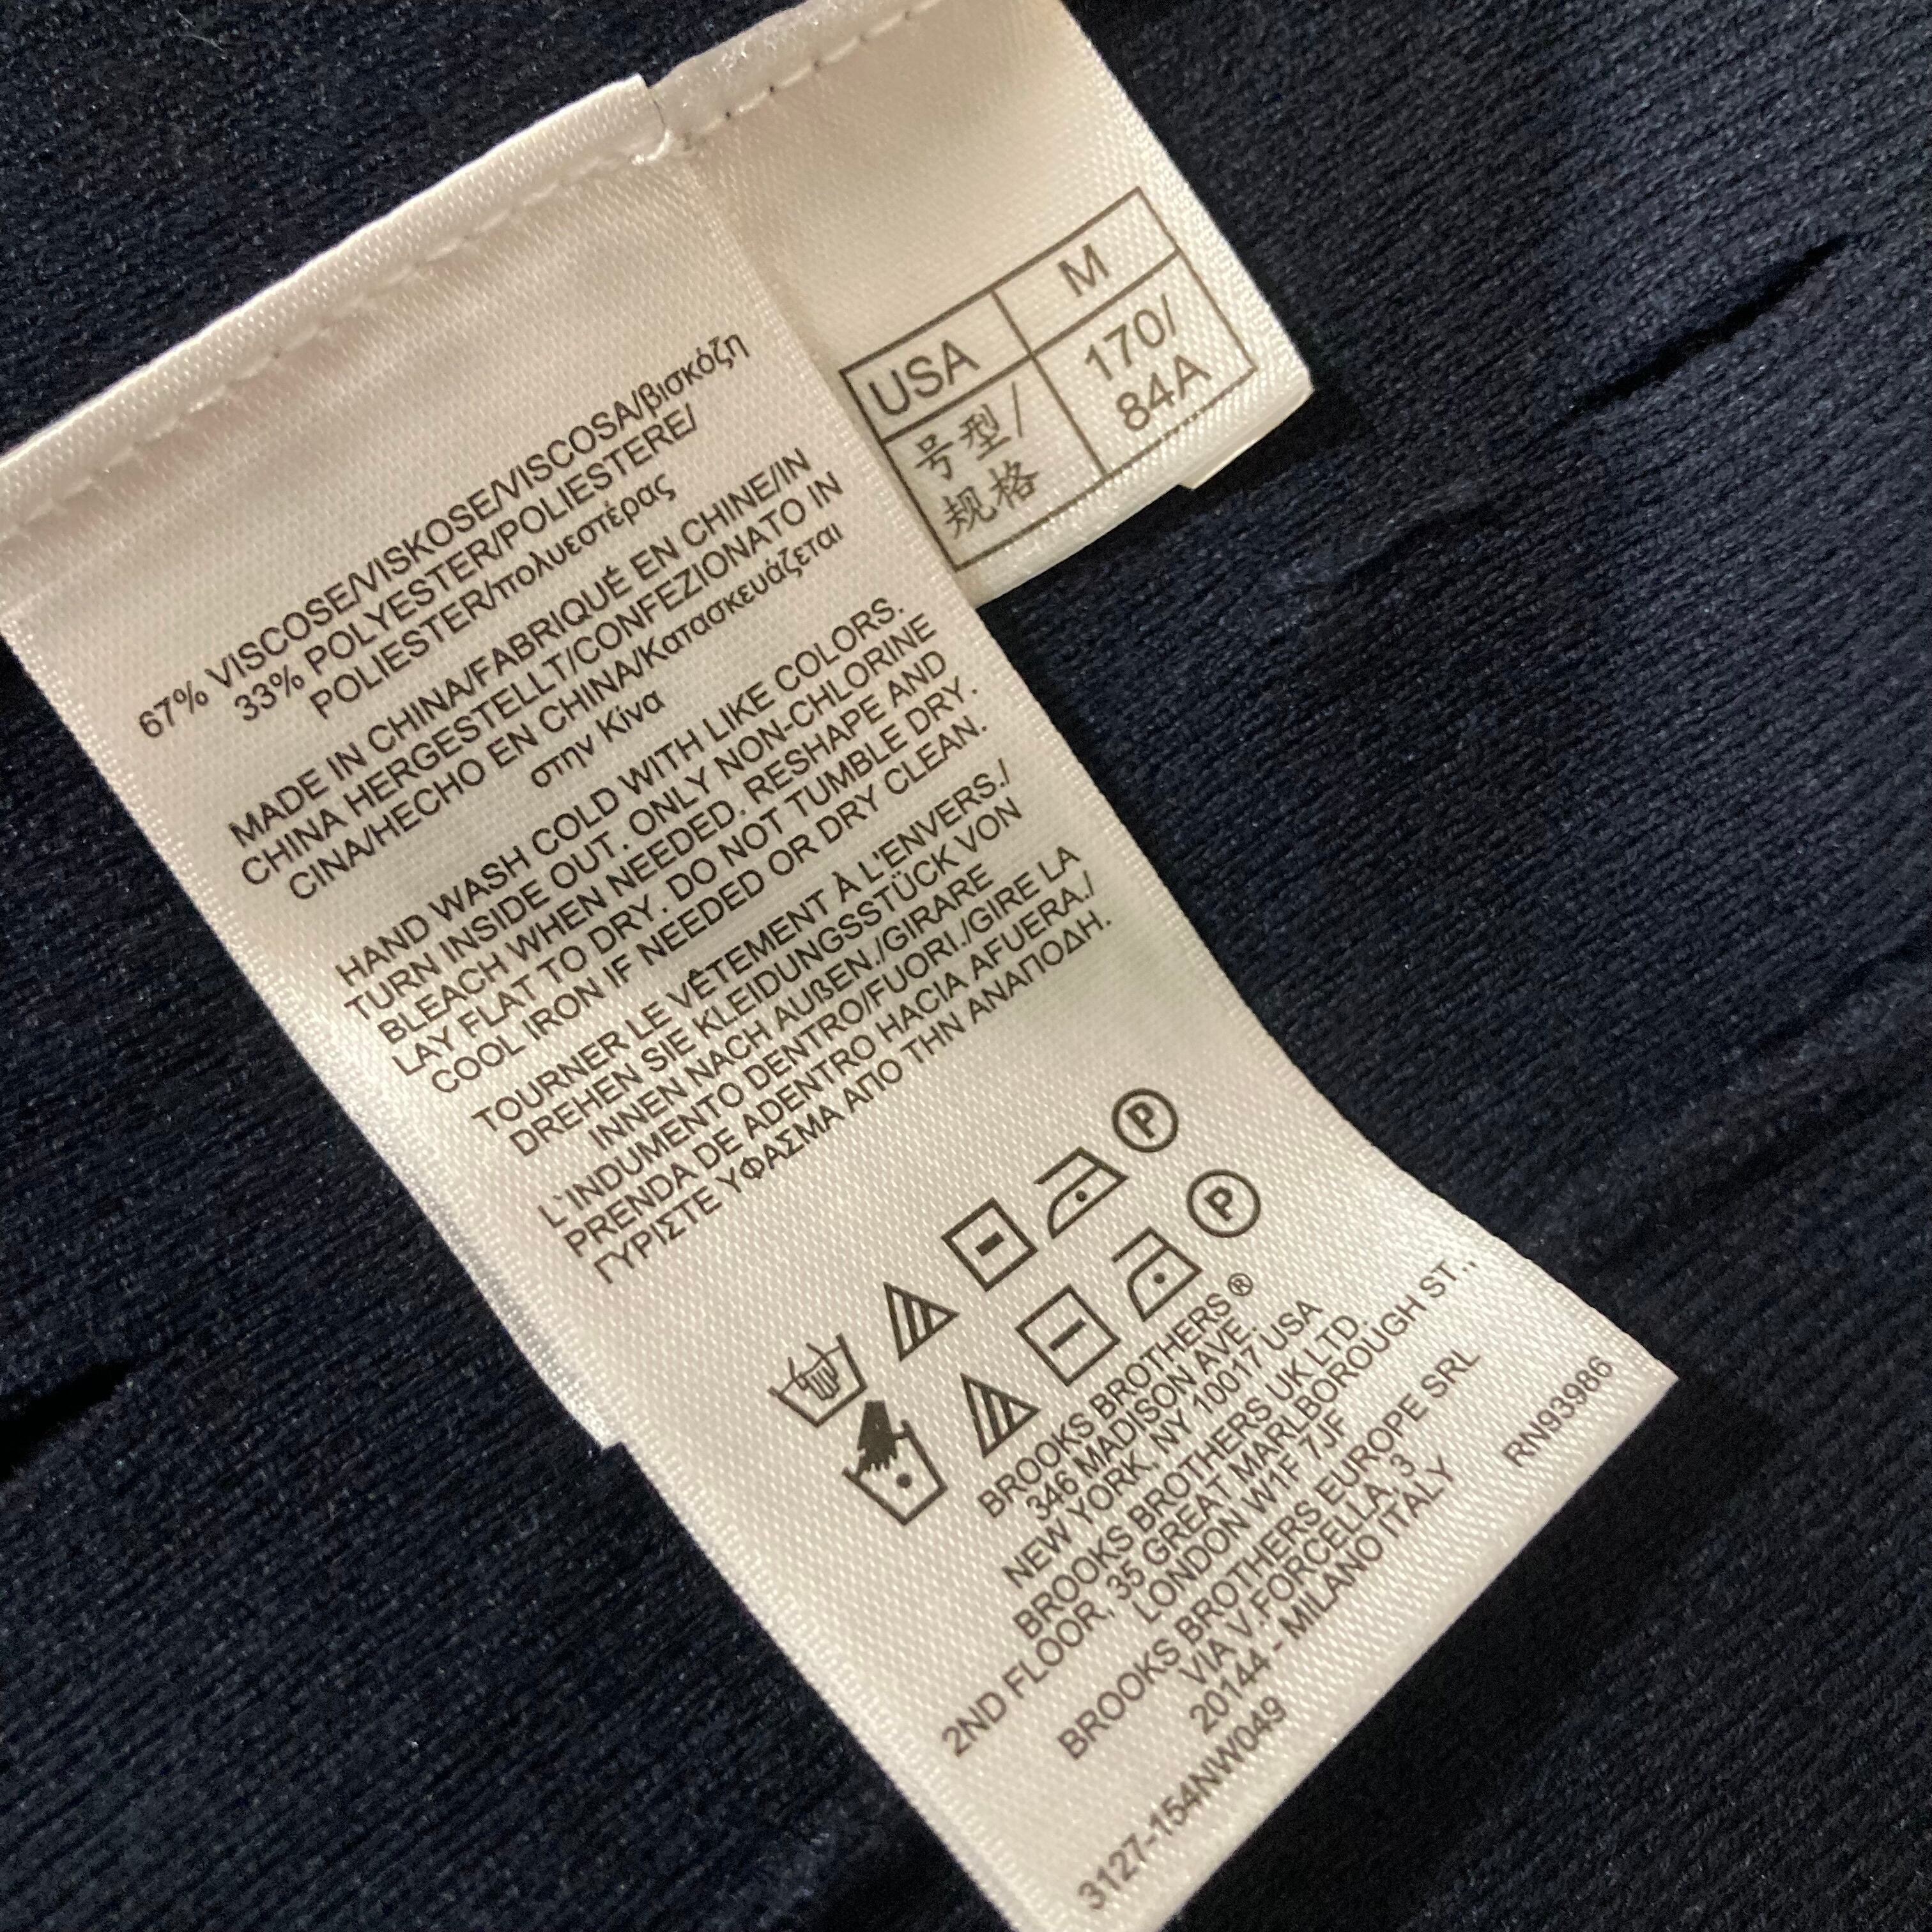 67% VISCOSE/VISKOSE/VISCOSA/βισκόζη
33% POLYESTER/POLIESTERE/
POLIESTER/πολυεστέρας
MADE IN CHINA/FABRIQUÉ EN CHINE/IN
CHINA HERGESTELLT/CONFEZIONATO IN
CINA/HECHO EN CHINA/Κατασκευάζεται
στην Κίνα
HAND WASH COLD WITH LIKE COLORS.
TURN INSIDE OUT. ONLY NON-CHLORINE
BLEACH WHEN NEEDED. RESHAPE AND
LAY FLAT TO DRY. DO NOT TUMBLE DRY.
COOL IRON IF NEEDED OR DRY CLEAN.
TOURNER LE VÊTEMENT À L'ENVERS./
DREHEN SIE KLEIDUNGSSTÜCK VON
INNEN NACH AUßEN./GIRARE
L`INDUMENTO DENTRO/FUORI./GIRE LA
PRENDA DE ADENTRO HACIA AFUERA./
ΓΥΡΙΣΤΕ ΥΦΑΣΜΑ ΑΠΟ ΤΗΝ ΑΝΑΠΟΔΗ.
P
P
BROOKS BROTHERS ®
346 MADISON AVE.
NEW YORK, NY 10017 USA
BROOKS BROTHERS UK LTD.
2ND FLOOR, 35 GREAT MARLBOROUGH ST.,
LONDON W1F 7JF
BROOKS BROTHERS EUROPE SRL
VIA V.FORCELLA, 3
20144 - MILANO ITALY
3127-154NW049
RN93986
USA M
号型/ 170/
规格 84A